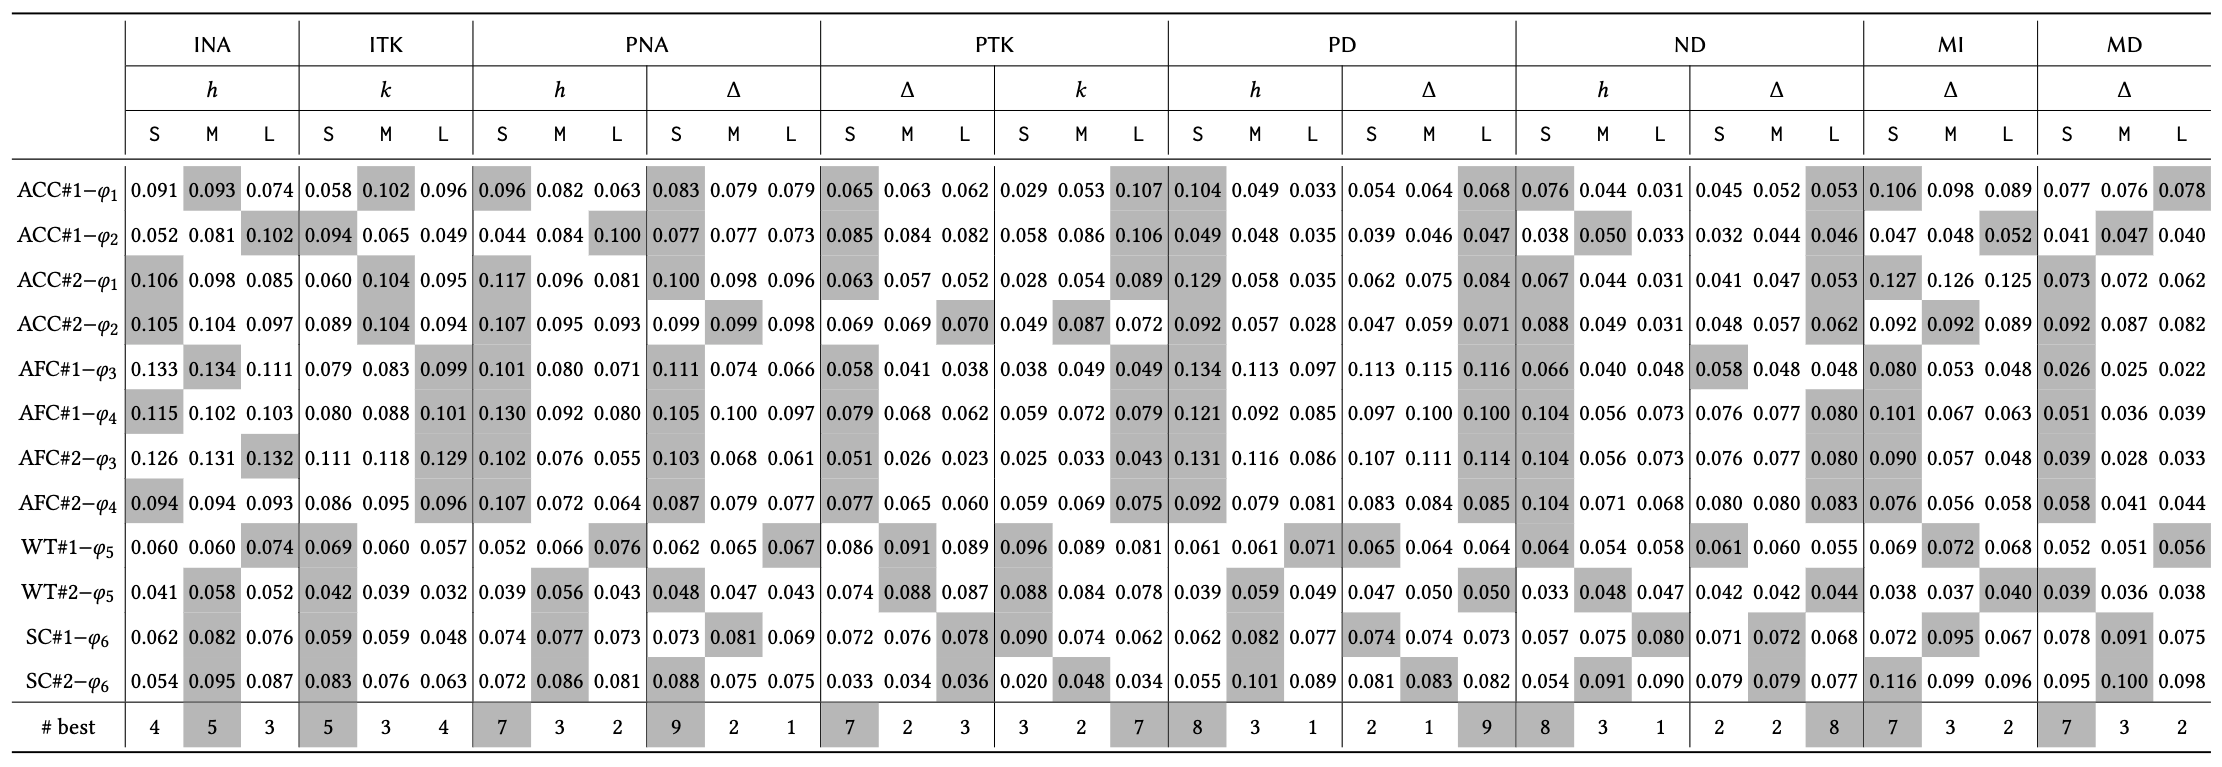 INA ITK PNA PTK PD ND MI MD
h k h Δ Δ k h Δ h Δ Δ Δ
S M L S M L S M L S M L S M L S M L S M L S M L S M L S M L S M L S M L
ACC#1−φ1 0.091 0.093 0.074 0.058 0.102 0.096 0.096 0.082 0.063 0.083 0.079 0.079 0.065 0.063 0.062 0.029 0.053 0.107 0.104 0.049 0.033 0.054 0.064 0.068 0.076 0.044 0.031 0.045 0.052 0.053 0.106 0.098 0.089 0.077 0.076 0.078
ACC#1−φ2 0.052 0.081 0.102 0.094 0.065 0.049 0.044 0.084 0.100 0.077 0.077 0.073 0.085 0.084 0.082 0.058 0.086 0.106 0.049 0.048 0.035 0.039 0.046 0.047 0.038 0.050 0.033 0.032 0.044 0.046 0.047 0.048 0.052 0.041 0.047 0.040
ACC#2−φ1 0.106 0.098 0.085 0.060 0.104 0.095 0.117 0.096 0.081 0.100 0.098 0.096 0.063 0.057 0.052 0.028 0.054 0.089 0.129 0.058 0.035 0.062 0.075 0.084 0.067 0.044 0.031 0.041 0.047 0.053 0.127 0.126 0.125 0.073 0.072 0.062
ACC#2−φ2 0.105 0.104 0.097 0.089 0.104 0.094 0.107 0.095 0.093 0.099 0.099 0.098 0.069 0.069 0.070 0.049 0.087 0.072 0.092 0.057 0.028 0.047 0.059 0.071 0.088 0.049 0.031 0.048 0.057 0.062 0.092 0.092 0.089 0.092 0.087 0.082
AFC#1−φ3 0.133 0.134 0.111 0.079 0.083 0.099 0.101 0.080 0.071 0.111 0.074 0.066 0.058 0.041 0.038 0.038 0.049 0.049 0.134 0.113 0.097 0.113 0.115 0.116 0.066 0.040 0.048 0.058 0.048 0.048 0.080 0.053 0.048 0.026 0.025 0.022
AFC#1−φ4 0.115 0.102 0.103 0.080 0.088 0.101 0.130 0.092 0.080 0.105 0.100 0.097 0.079 0.068 0.062 0.059 0.072 0.079 0.121 0.092 0.085 0.097 0.100 0.100 0.104 0.056 0.073 0.076 0.077 0.080 0.101 0.067 0.063 0.051 0.036 0.039
AFC#2−φ3 0.126 0.131 0.132 0.111 0.118 0.129 0.102 0.076 0.055 0.103 0.068 0.061 0.051 0.026 0.023 0.025 0.033 0.043 0.131 0.116 0.086 0.107 0.111 0.114 0.104 0.056 0.073 0.076 0.077 0.080 0.090 0.057 0.048 0.039 0.028 0.033
AFC#2−φ4 0.094 0.094 0.093 0.086 0.095 0.096 0.107 0.072 0.064 0.087 0.079 0.077 0.077 0.065 0.060 0.059 0.069 0.075 0.092 0.079 0.081 0.083 0.084 0.085 0.104 0.071 0.068 0.080 0.080 0.083 0.076 0.056 0.058 0.058 0.041 0.044
WT#1−φ5 0.060 0.060 0.074 0.069 0.060 0.057 0.052 0.066 0.076 0.062 0.065 0.067 0.086 0.091 0.089 0.096 0.089 0.081 0.061 0.061 0.071 0.065 0.064 0.064 0.064 0.054 0.058 0.061 0.060 0.055 0.069 0.072 0.068 0.052 0.051 0.056
WT#2−φ5 0.041 0.058 0.052 0.042 0.039 0.032 0.039 0.056 0.043 0.048 0.047 0.043 0.074 0.088 0.087 0.088 0.084 0.078 0.039 0.059 0.049 0.047 0.050 0.050 0.033 0.048 0.047 0.042 0.042 0.044 0.038 0.037 0.040 0.039 0.036 0.038
SC#1−φ6 0.062 0.082 0.076 0.059 0.059 0.048 0.074 0.077 0.073 0.073 0.081 0.069 0.072 0.076 0.078 0.090 0.074 0.062 0.062 0.082 0.077 0.074 0.074 0.073 0.057 0.075 0.080 0.071 0.072 0.068 0.072 0.095 0.067 0.078 0.091 0.075
SC#2−φ6 0.054 0.095 0.087 0.083 0.076 0.063 0.072 0.086 0.081 0.088 0.075 0.075 0.033 0.034 0.036 0.020 0.048 0.034 0.055 0.101 0.089 0.081 0.083 0.082 0.054 0.091 0.090 0.079 0.079 0.077 0.116 0.099 0.096 0.095 0.100 0.098
# best 4 5 3 5 3 4 7 3 2 9 2 1 7 2 3 3 2 7 8 3 1 2 1 9 8 3 1 2 2 8 7 3 2 7 3 2